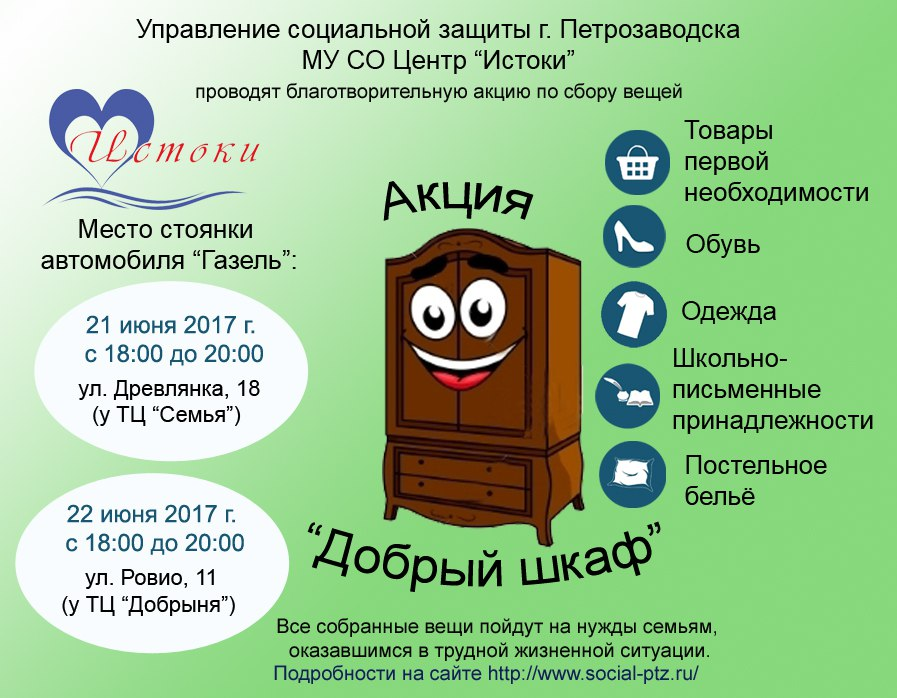 Управление социальной защиты г. Петрозаводска
МУ СО Центр “Истоки”
проводят благотворительную акцию по сбору вещей
Истоки
Место стоянки
автомобиля “Газель”:
21 июня 2017 г.
с 18:00 до 20:00
ул. Древлянка, 18
(у ТЦ “Семья”)
22 июня 2017 г.
с 18:00 до 20:00
ул. Ровио, 11
(у ТЦ “Добрыня”)
Акция
“Добрый шкаф”
Товары
первой
необходимости
Обувь
Одежда
Школьно-
письменные
принадлежности
Постельное
бельё
Все собранные вещи пойдут на нужды семьям,
оказавшимся в трудной жизненной ситуации.
Подробности на сайте http://www.social-ptz.ru/